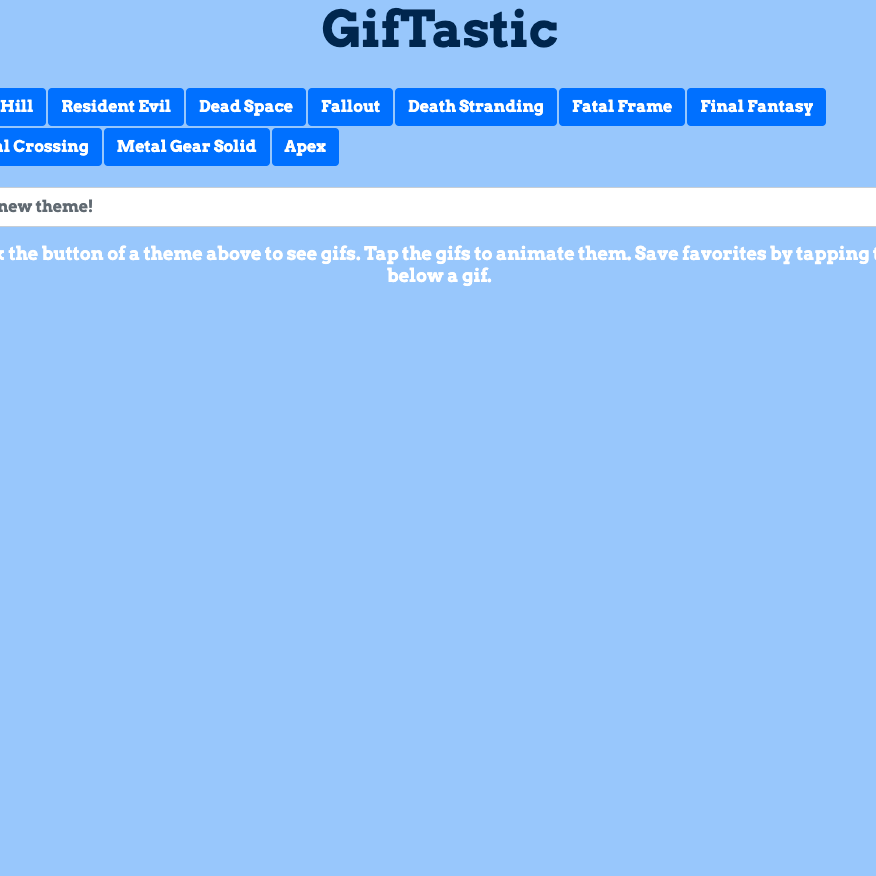 GifTastic
Hill Resident Evil Dead Space Fallout Death Stranding Fatal Frame Final Fantasy
Crossing Metal Gear Solid Apex
new theme!
the button of a theme above to see gifs. Tap the gifs to animate them. Save favorites by tapping
below a gif.